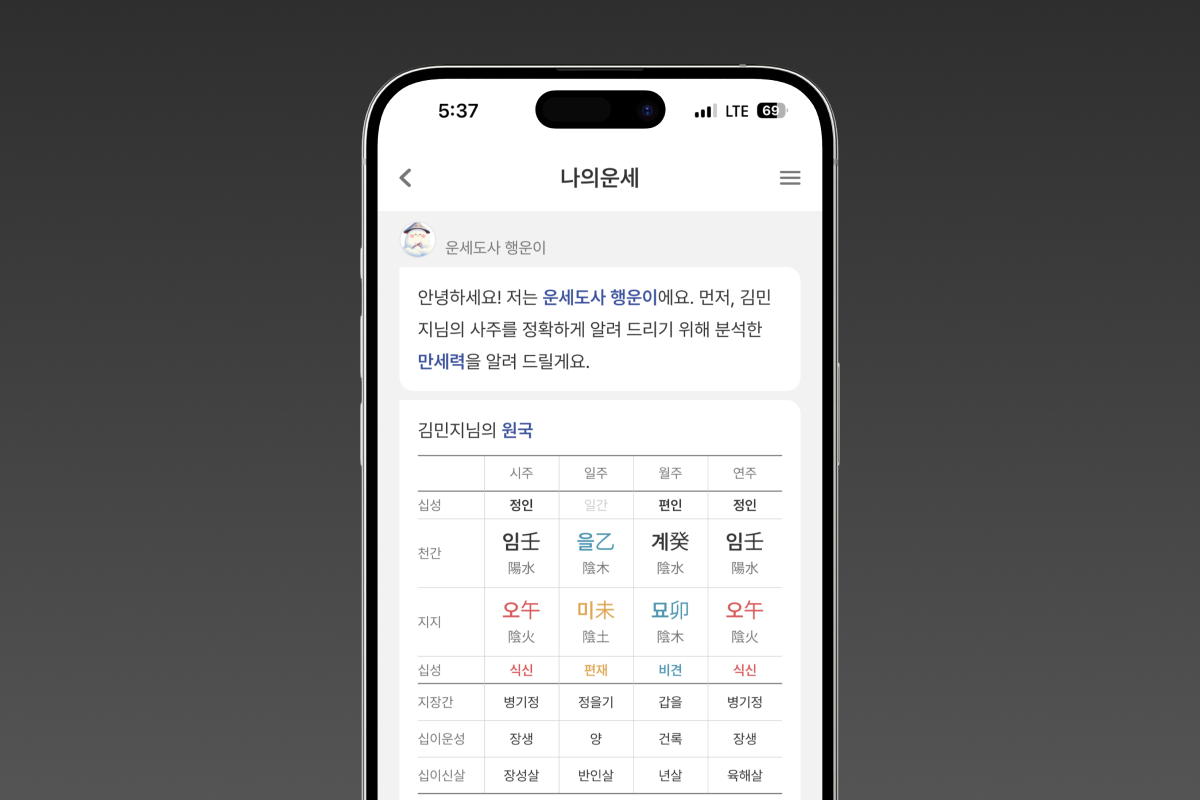 5:37 LTE 69
나의운세
운세도사 행운이
안녕하세요! 저는 운세도사 행운이에요. 먼저, 김민
지님의 사주를 정확하게 알려 드리기 위해 분석한
만세력을 알려 드릴게요.
김민지님의 원국
시주 일주 월주 연주
십성 정인 일간 편인 정인
천간 임壬 을乙 계癸 임壬
陽水 陰木 陰水 陽水
지지 오午 미未 묘卯 오午
陰火 陰土 陰木 陰火
십성 식신 편재 비견 식신
지장간 병기정 정을기 갑을 병기정
십이운성 장생 양 건록 장생
십이신살 장성살 반인살 년살 육해살